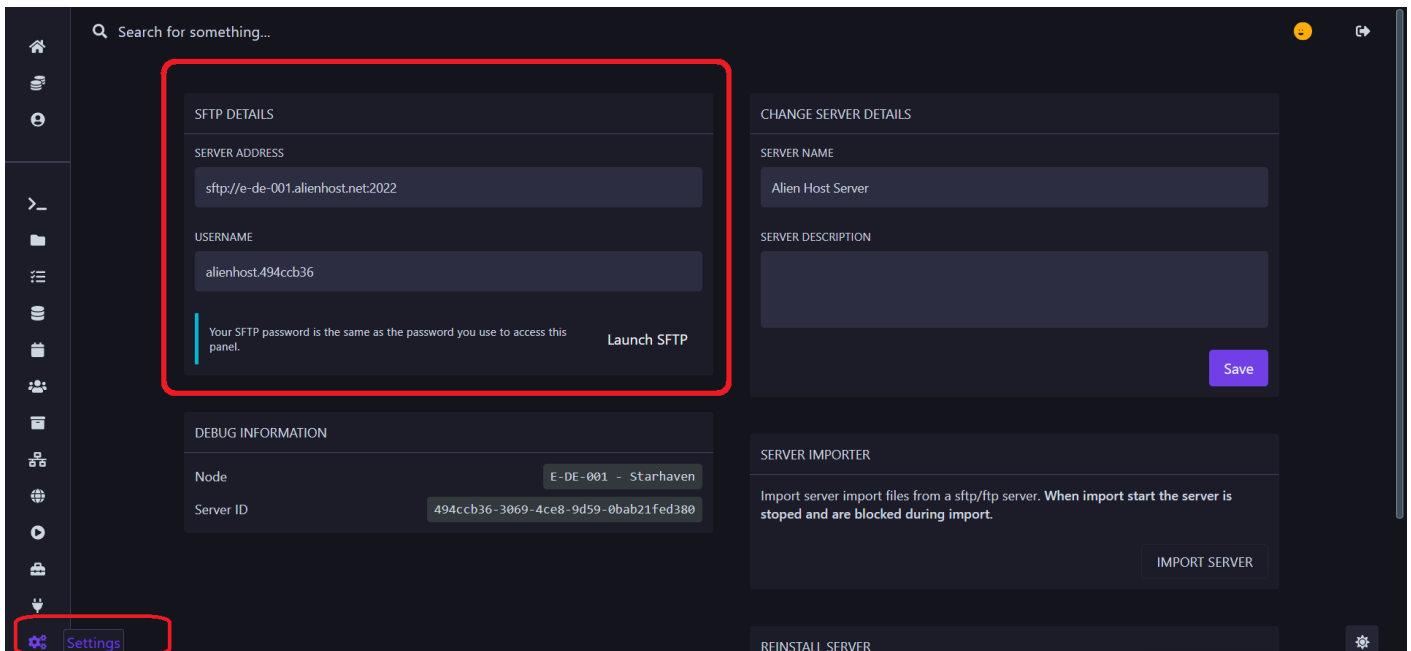 Search for something...
SFTP DETAILS
SERVER ADDRESS
sftp://e-de-001.alienhost.net:2022
USERNAME
alienhost.494ccb36
Your SFTP password is the same as the password you use to access this
panel.
Launch SFTP
CHANGE SERVER DETAILS
SERVER NAME
Alien Host Server
SERVER DESCRIPTION
Save
DEBUG INFORMATION
Node
E-DE-001 - Starhaven
Server ID
494ccb36-3069-4ce8-9d59-0bab21fed380
SERVER IMPORTER
Import server import files from a sftp/ftp server. When import start the server is
stoped and are blocked during import.
IMPORT SERVER
Settings
REINSTALL SERVER